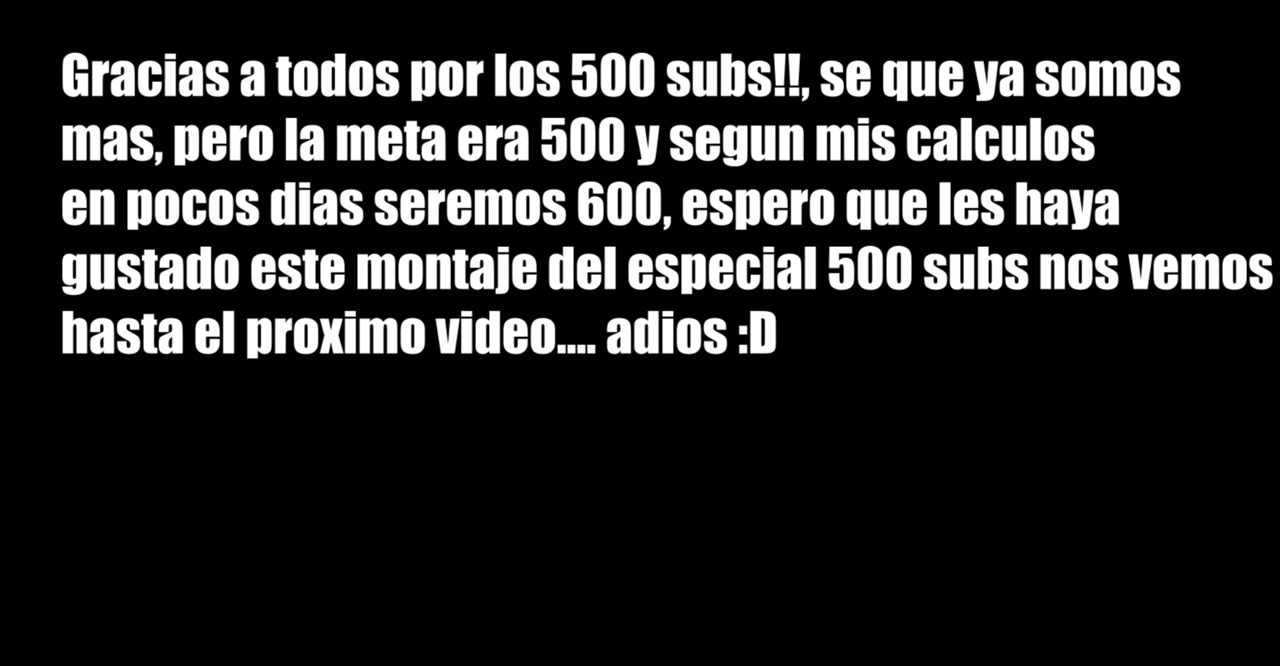 Gracias a todos por los 500 subs!!, se que ya somos
mas, pero la meta era 500 y segun mis calculos
en pocos dias seremos 600, espero que les haya
gustado este montaje del especial 500 subs nos vemos
hasta el proximo video.... adios :D